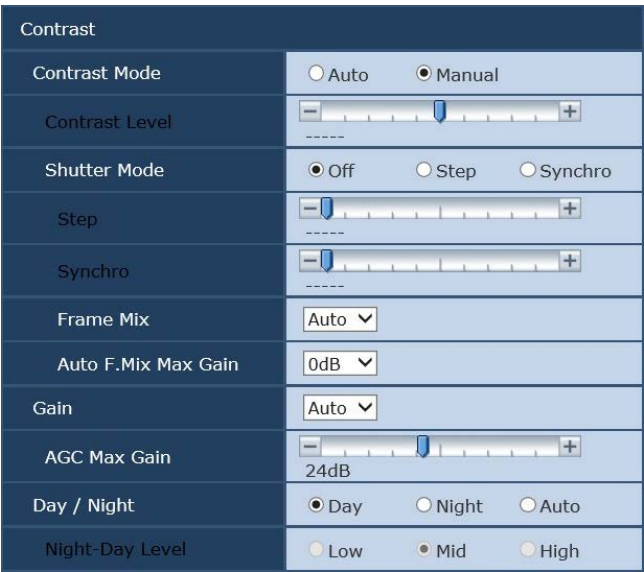 Contrast
Contrast Mode Auto Manual
Contrast Level -----
Shutter Mode Off Step Synchro
Step -----
Synchro -----
Frame Mix Auto
Auto F.Mix Max Gain 0dB
Gain Auto
AGC Max Gain 24dB
Day / Night Day Night Auto
Night-Day Level Low Mid High